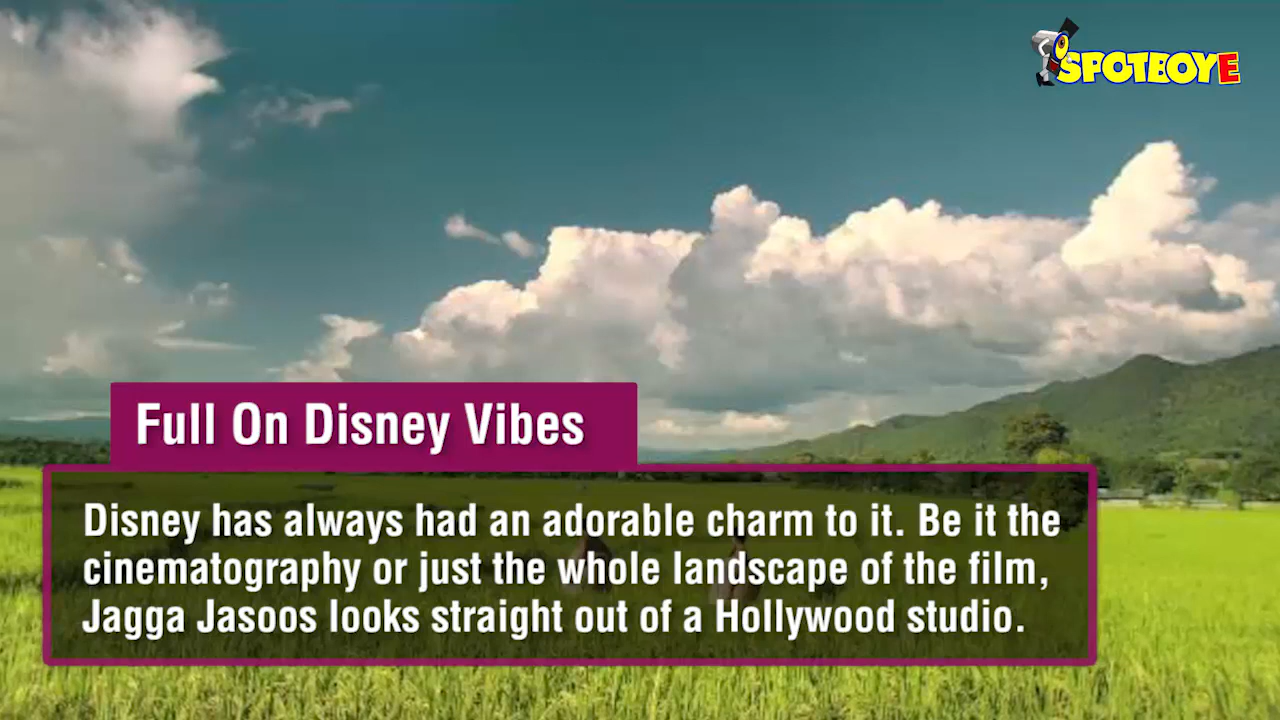 SPOTBOYE
Full On Disney Vibes
Disney has always had an adorable charm to it. Be it the
cinematography or just the whole landscape of the film,
Jagga Jasoos looks straight out of a Hollywood studio.